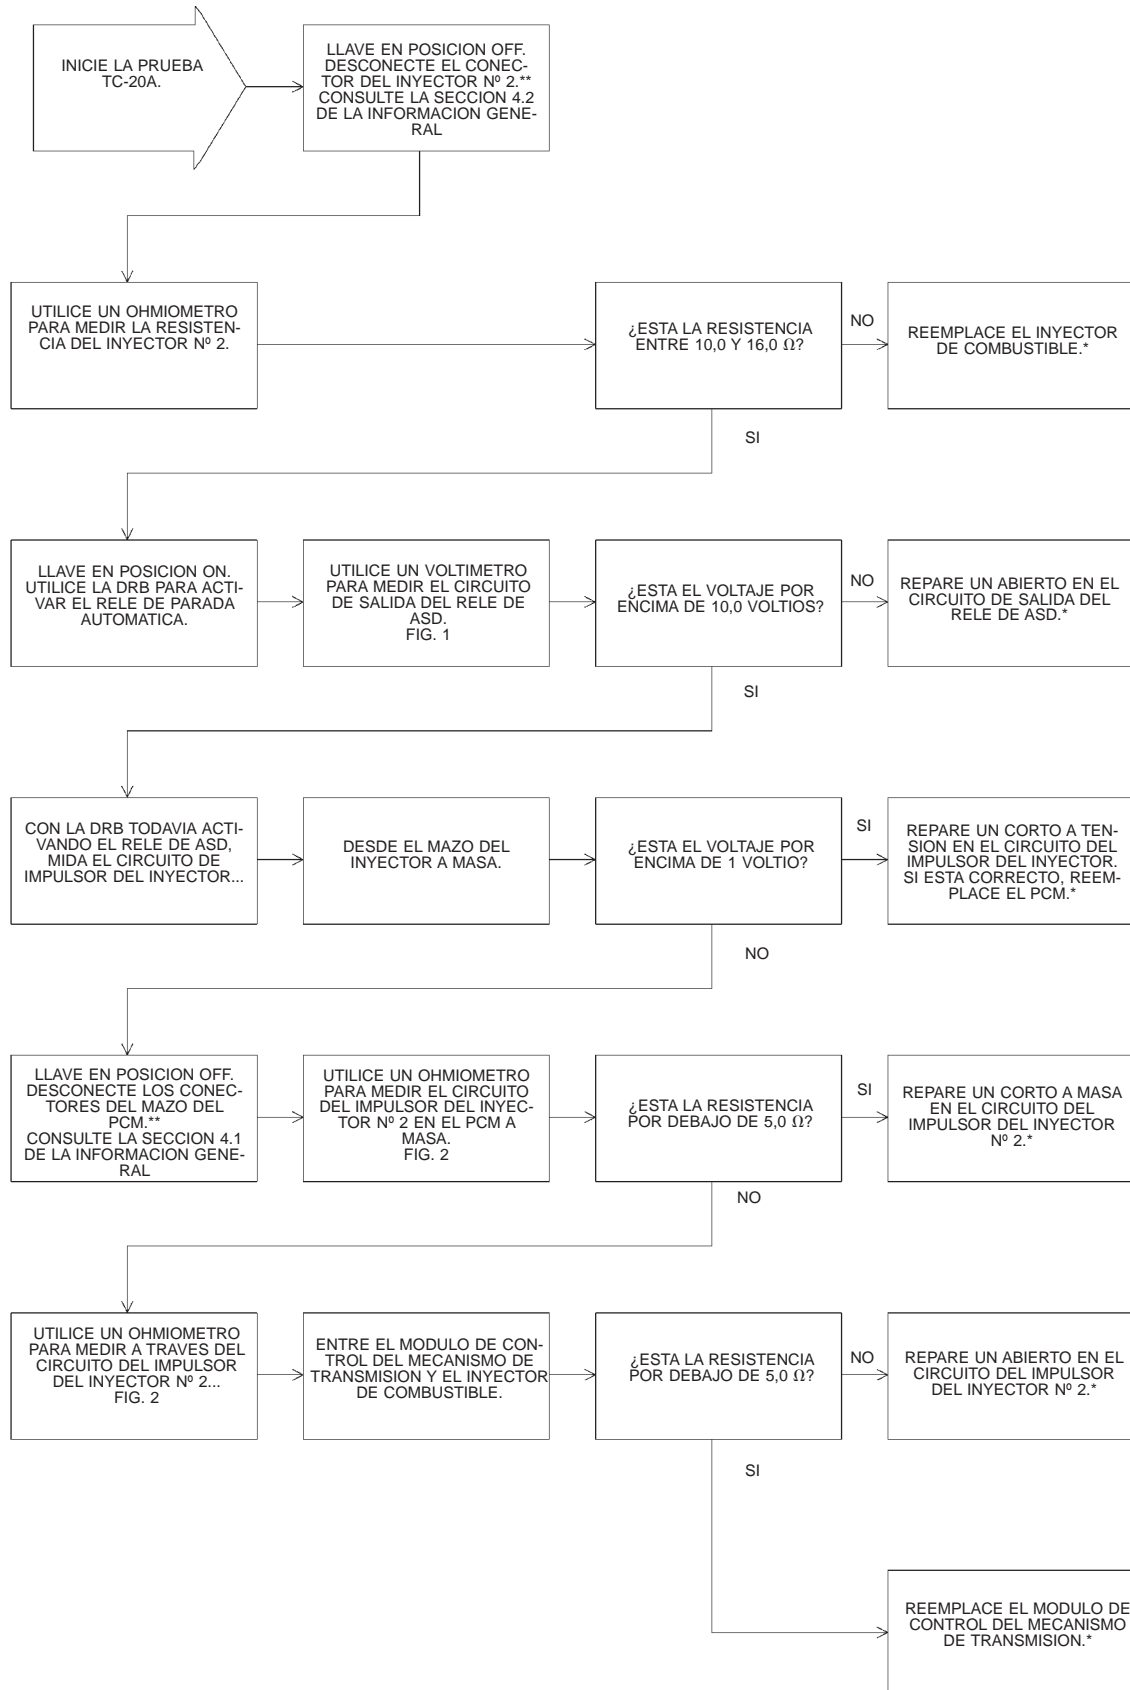 INICIE LA PRUEBA
TC-20A.
LLAVE EN POSICION OFF.
DESCONECTE EL CONEC-
TOR DEL INYECTOR Nº 2.**
CONSULTE LA SECCION 4.2
DE LA INFORMACION GENE-
RAL
UTILICE UN OHMIOMETRO
PARA MEDIR LA RESISTEN-
CIA DEL INYECTOR Nº 2.
¿ESTA LA RESISTENCIA
ENTRE 10,0 Y 16,0 Ω?
NO
REEMPLACE EL INYECTOR
DE COMBUSTIBLE.*
SI
LLAVE EN POSICION ON.
UTILICE LA DRB PARA ACTI-
VAR EL RELE DE PARADA
AUTOMATICA.
UTILICE UN VOLTIMETRO
PARA MEDIR EL CIRCUITO
DE SALIDA DEL RELE DE
ASD.
FIG. 1
¿ESTA EL VOLTAJE POR
ENCIMA DE 10,0 VOLTIOS?
NO
REPARE UN ABIERTO EN EL
CIRCUITO DE SALIDA DEL
RELE DE ASD.*
SI
CON LA DRB TODAVIA ACTI-
VANDO EL RELE DE ASD,
MIDA EL CIRCUITO DE
IMPULSOR DEL INYECTOR...
DESDE EL MAZO DEL
INYECTOR A MASA.
¿ESTA EL VOLTAJE POR
ENCIMA DE 1 VOLTIO?
SI
REPARE UN CORTO A TEN-
SION EN EL CIRCUITO DEL
IMPULSOR DEL INYECTOR.
SI ESTA CORRECTO, REEM-
PLACE EL PCM.*
NO
LLAVE EN POSICION OFF.
DESCONECTE LOS CONEC-
TORES DEL MAZO DEL
PCM.**
CONSULTE LA SECCION 4.1
DE LA INFORMACION GENE-
RAL
UTILICE UN OHMIOMETRO
PARA MEDIR EL CIRCUITO
DEL IMPULSOR DEL INYEC-
TOR Nº 2 EN EL PCM A
MASA.
FIG. 2
¿ESTA LA RESISTENCIA
POR DEBAJO DE 5,0 Ω?
SI
REPARE UN CORTO A MASA
EN EL CIRCUITO DEL
IMPULSOR DEL INYECTOR
Nº 2.*
NO
UTILICE UN OHMIOMETRO
PARA MEDIR A TRAVES DEL
CIRCUITO DEL IMPULSOR
DEL INYECTOR Nº 2...
FIG. 2
ENTRE EL MODULO DE CON-
TROL DEL MECANISMO DE
TRANSMISION Y EL INYECTOR
DE COMBUSTIBLE.
¿ESTA LA RESISTENCIA
POR DEBAJO DE 5,0 Ω?
NO
REPARE UN ABIERTO EN EL
CIRCUITO DEL IMPULSOR
DEL INYECTOR Nº 2.*
SI
REEMPLACE EL MODULO DE
CONTROL DEL MECANISMO
DE TRANSMISION.*